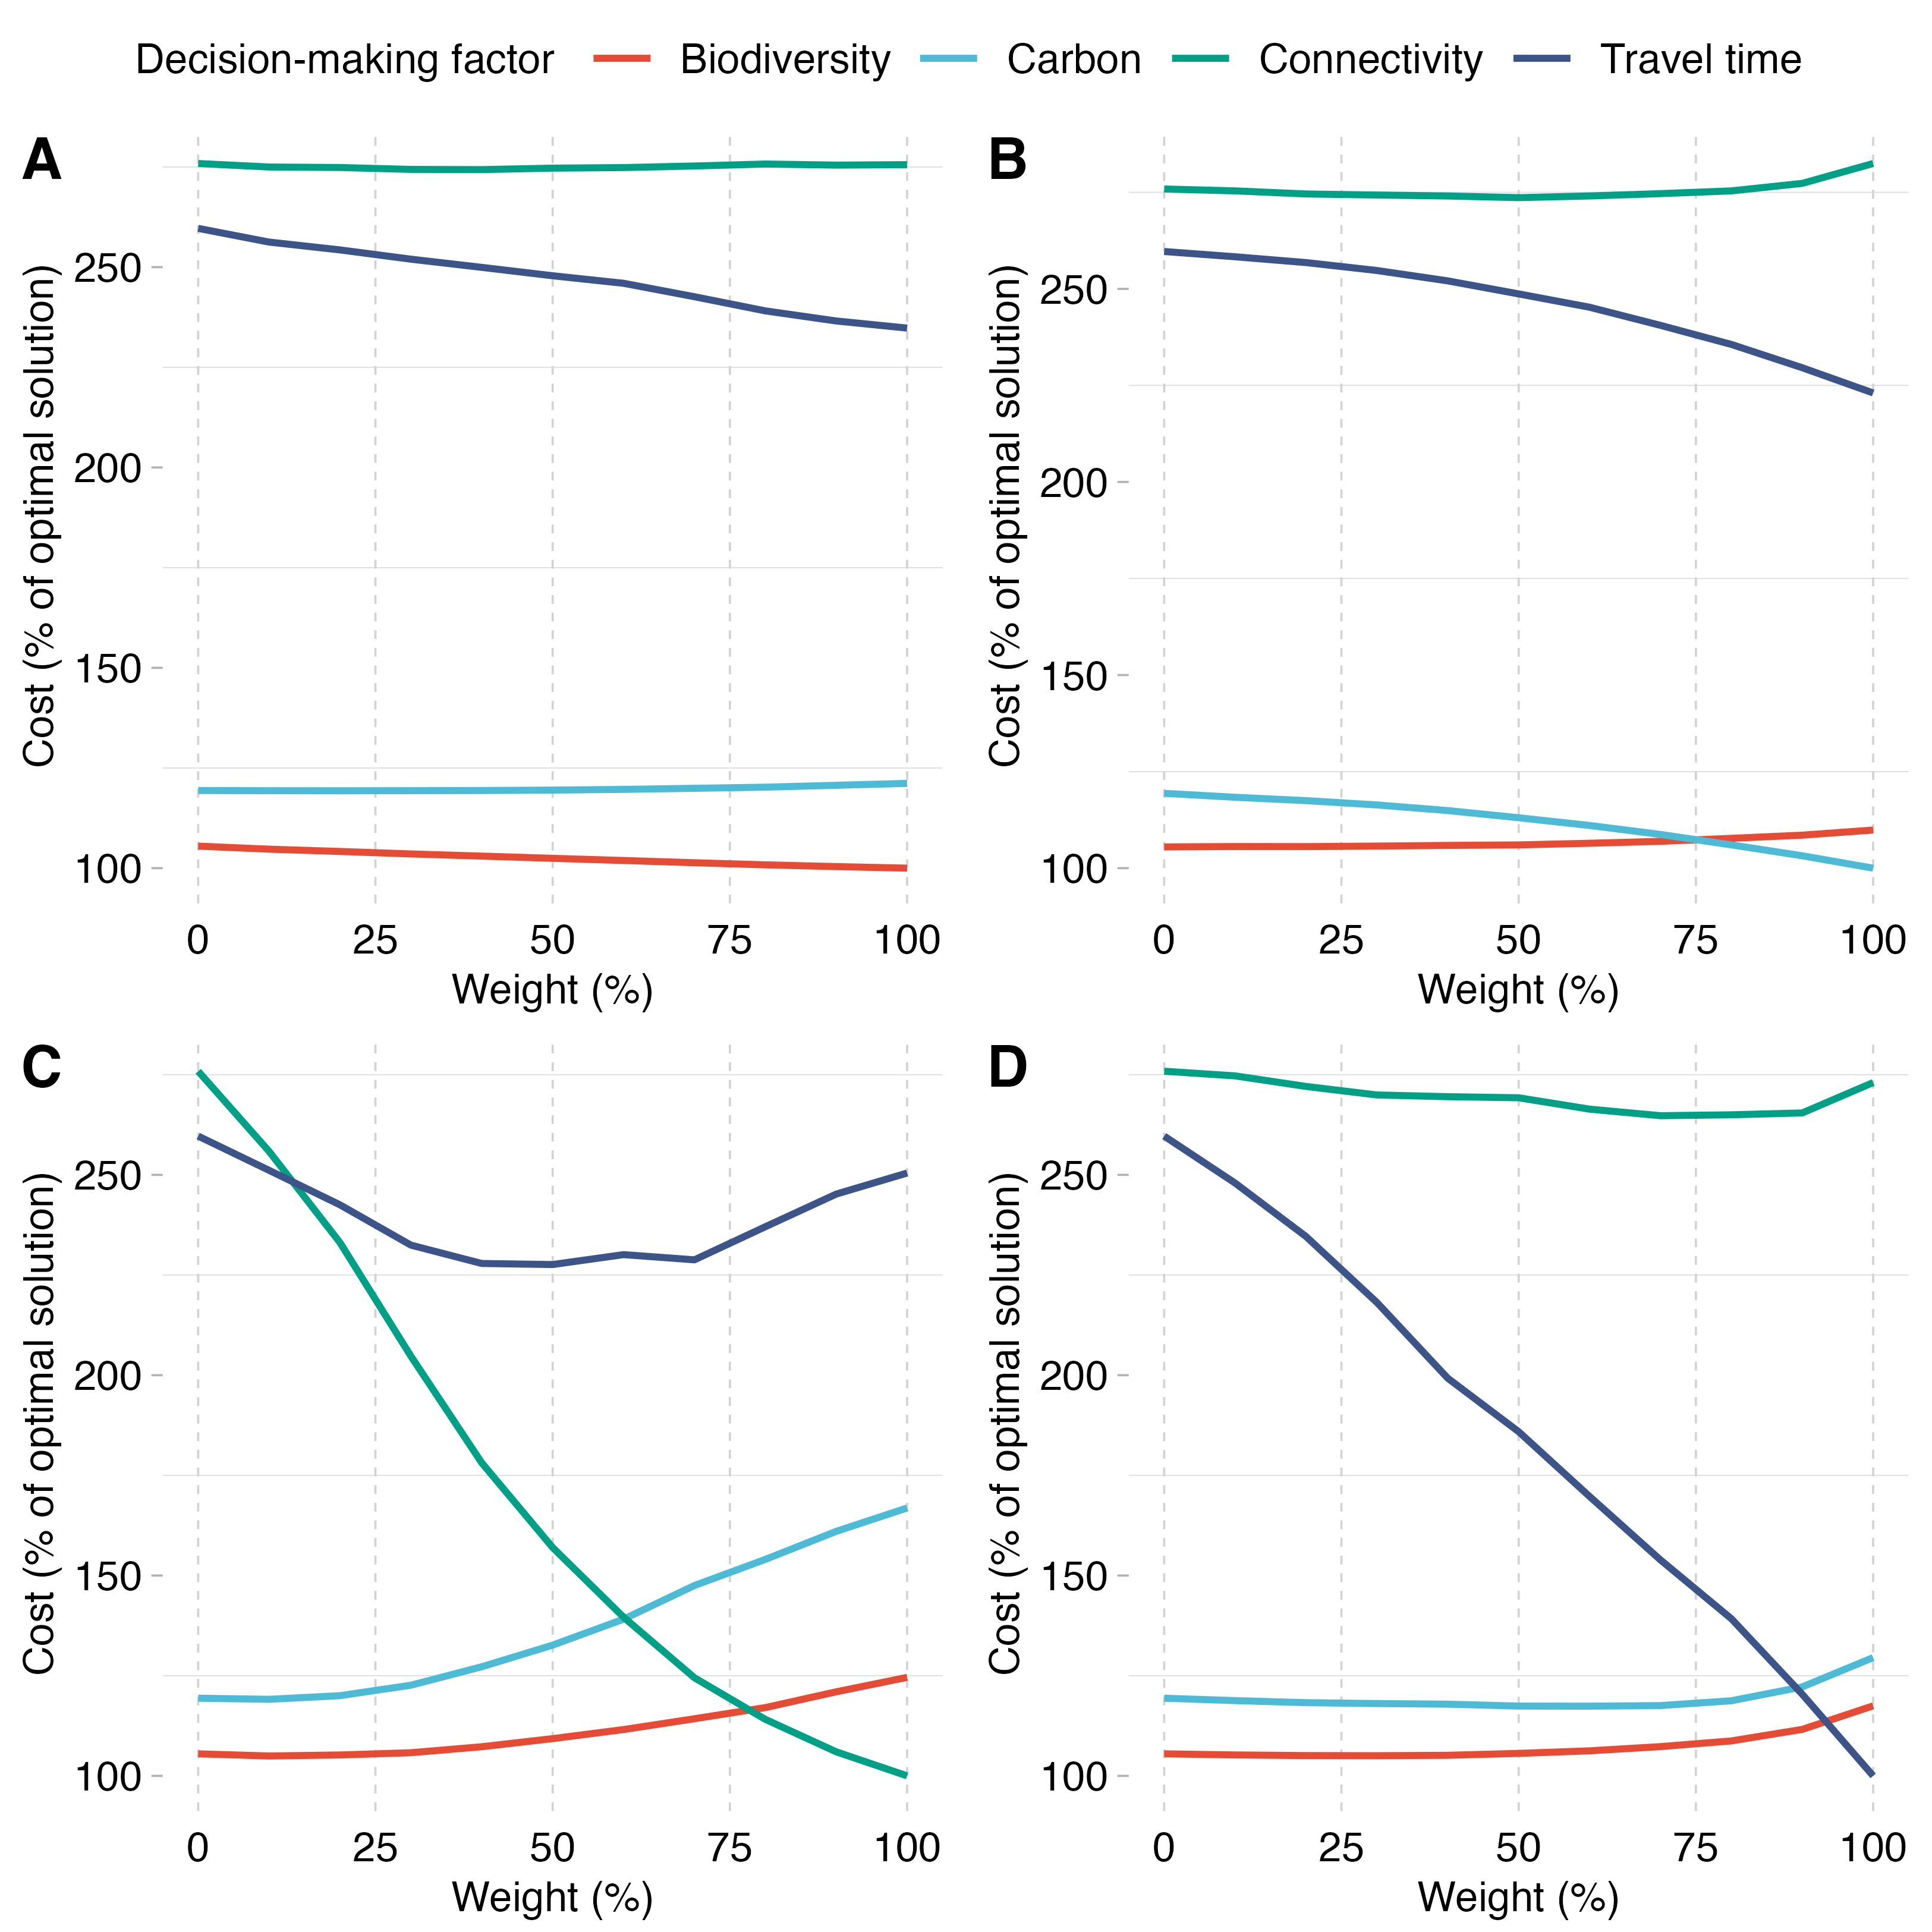 Decision-making factor Biodiversity Carbon Connectivity Travel time
A
Cost (% of optimal solution)
250
200
150
100
0 25 50 75 100
Weight (%)
B
Cost (% of optimal solution)
250
200
150
100
0 25 50 75 100
Weight (%)
C
Cost (% of optimal solution)
250
200
150
100
0 25 50 75 100
Weight (%)
D
Cost (% of optimal solution)
250
200
150
100
0 25 50 75 100
Weight (%)